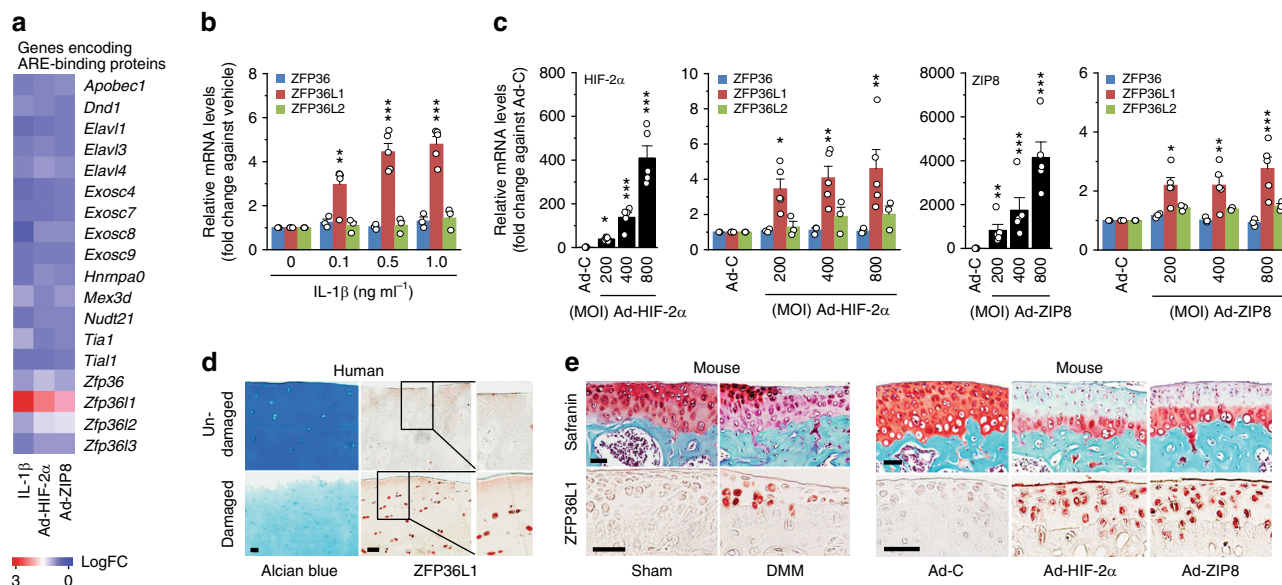 a
Genes encoding
ARE-binding proteins
Apobec1
Dnd1
Elavl1
Elavl3
Elavl4
Exosc4
Exosc7
Exosc8
Exosc9
Hnrnpa0
Mex3d
Nudt21
Tia1
Tial1
Zfp36
Zfp36l1
Zfp36l2
Zfp36l3
IL-1β
Ad-HIF-2α
Ad-ZIP8
LogFC
3 0
b
Relative mRNA levels
(fold change against vehicle)
8
6
4
2
0
ZFP36
ZFP36L1
ZFP36L2
**
***
***
0 0.1 0.5 1.0
IL-1β (ng ml⁻¹)
c
Relative mRNA levels
(fold change against Ad-C)
800
600
400
200
0
HIF-2α
*
***
***
Ad-C 200 400 800
(MOI) Ad-HIF-2α
10
8
6
4
2
0
ZFP36
ZFP36L1
ZFP36L2
*
**
**
Ad-C 200 400 800
(MOI) Ad-HIF-2α
8000
6000
4000
2000
0
ZIP8
**
***
***
Ad-C 200 400 800
(MOI) Ad-ZIP8
6
4
2
0
ZFP36
ZFP36L1
ZFP36L2
*
**
***
Ad-C 200 400 800
(MOI) Ad-ZIP8
d
Human
Un-
damaged
Damaged
Alcian blue ZFP36L1
e
Mouse Mouse
Satranin
ZFP36L1
Sham DMM Ad-C Ad-HIF-2α Ad-ZIP8